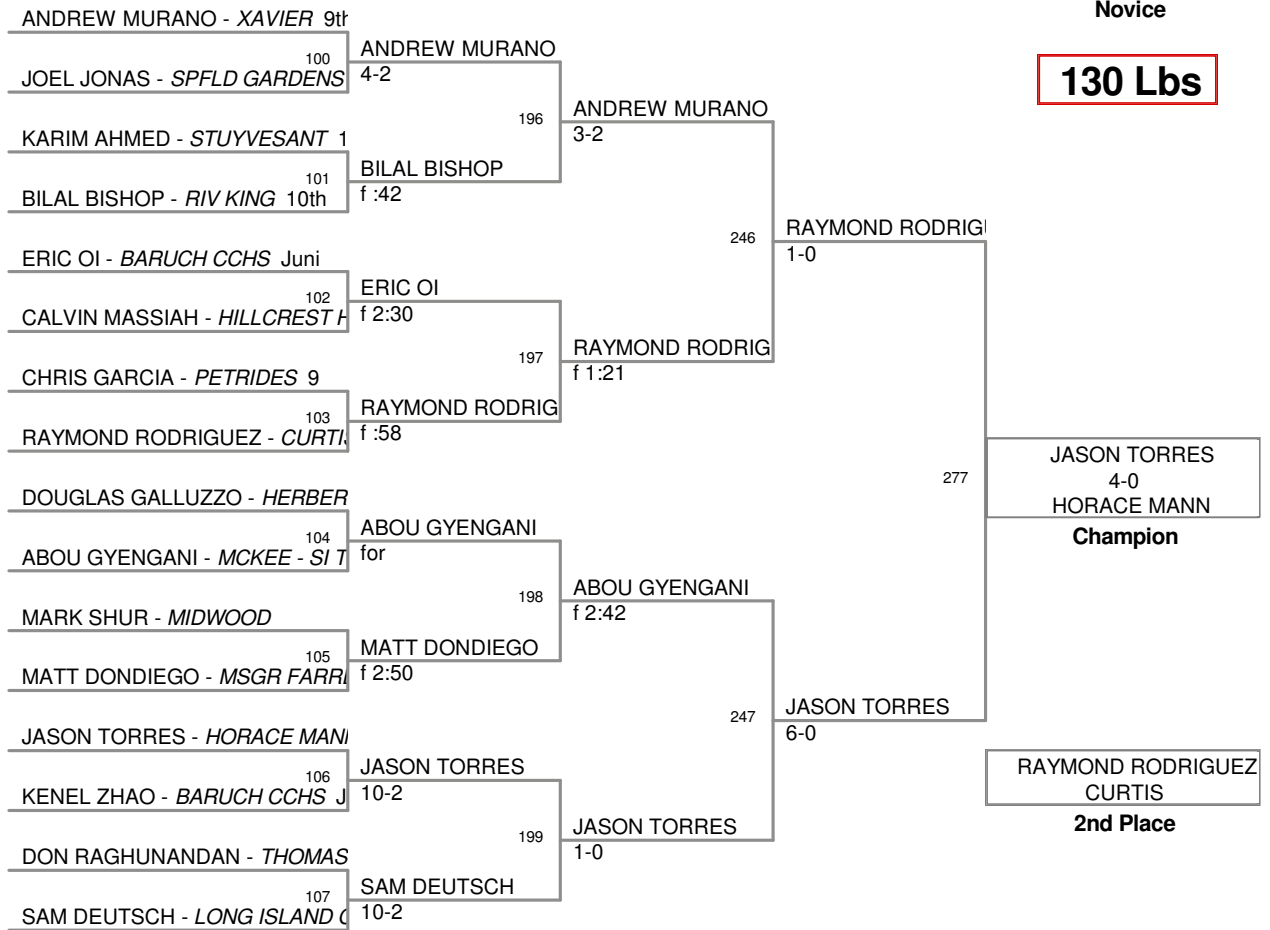 Novice
130 Lbs
ANDREW MURANO - XAVIER 9th
100
JOEL JONAS - SPFLD GARDENS
KARIM AHMED - STUYVESANT 1
101
BILAL BISHOP - RIV KING 10th
ERIC OI - BARUCH CCHS Juni
102
CALVIN MASSIAH - HILLCREST H
CHRIS GARCIA - PETRIDES 9
103
RAYMOND RODRIGUEZ - CURTIS
DOUGLAS GALLUZZO - HERBER
104
ABOU GYENGANI - MCKEE - SI T
MARK SHUR - MIDWOOD
105
MATT DONDIEGO - MSGR FARRE
JASON TORRES - HORACE MANN
106
KENEL ZHAO - BARUCH CCHS J
DON RAGHUNANDAN - THOMAS
107
SAM DEUTSCH - LONG ISLAND C
ANDREW MURANO
4-2
196
BILAL BISHOP
f :42
ERIC OI
f 2:30
197
RAYMOND RODRIG
f :58
ABOU GYENGANI
for
198
MATT DONDIEGO
f 2:50
JASON TORRES
10-2
199
SAM DEUTSCH
10-2
ANDREW MURANO
3-2
246
RAYMOND RODRIG
f 1:21
ABOU GYENGANI
f 2:42
247
JASON TORRES
1-0
RAYMOND RODRIGU
1-0
277
JASON TORRES
6-0
JASON TORRES
4-0
HORACE MANN
Champion
RAYMOND RODRIGUEZ
CURTIS
2nd Place